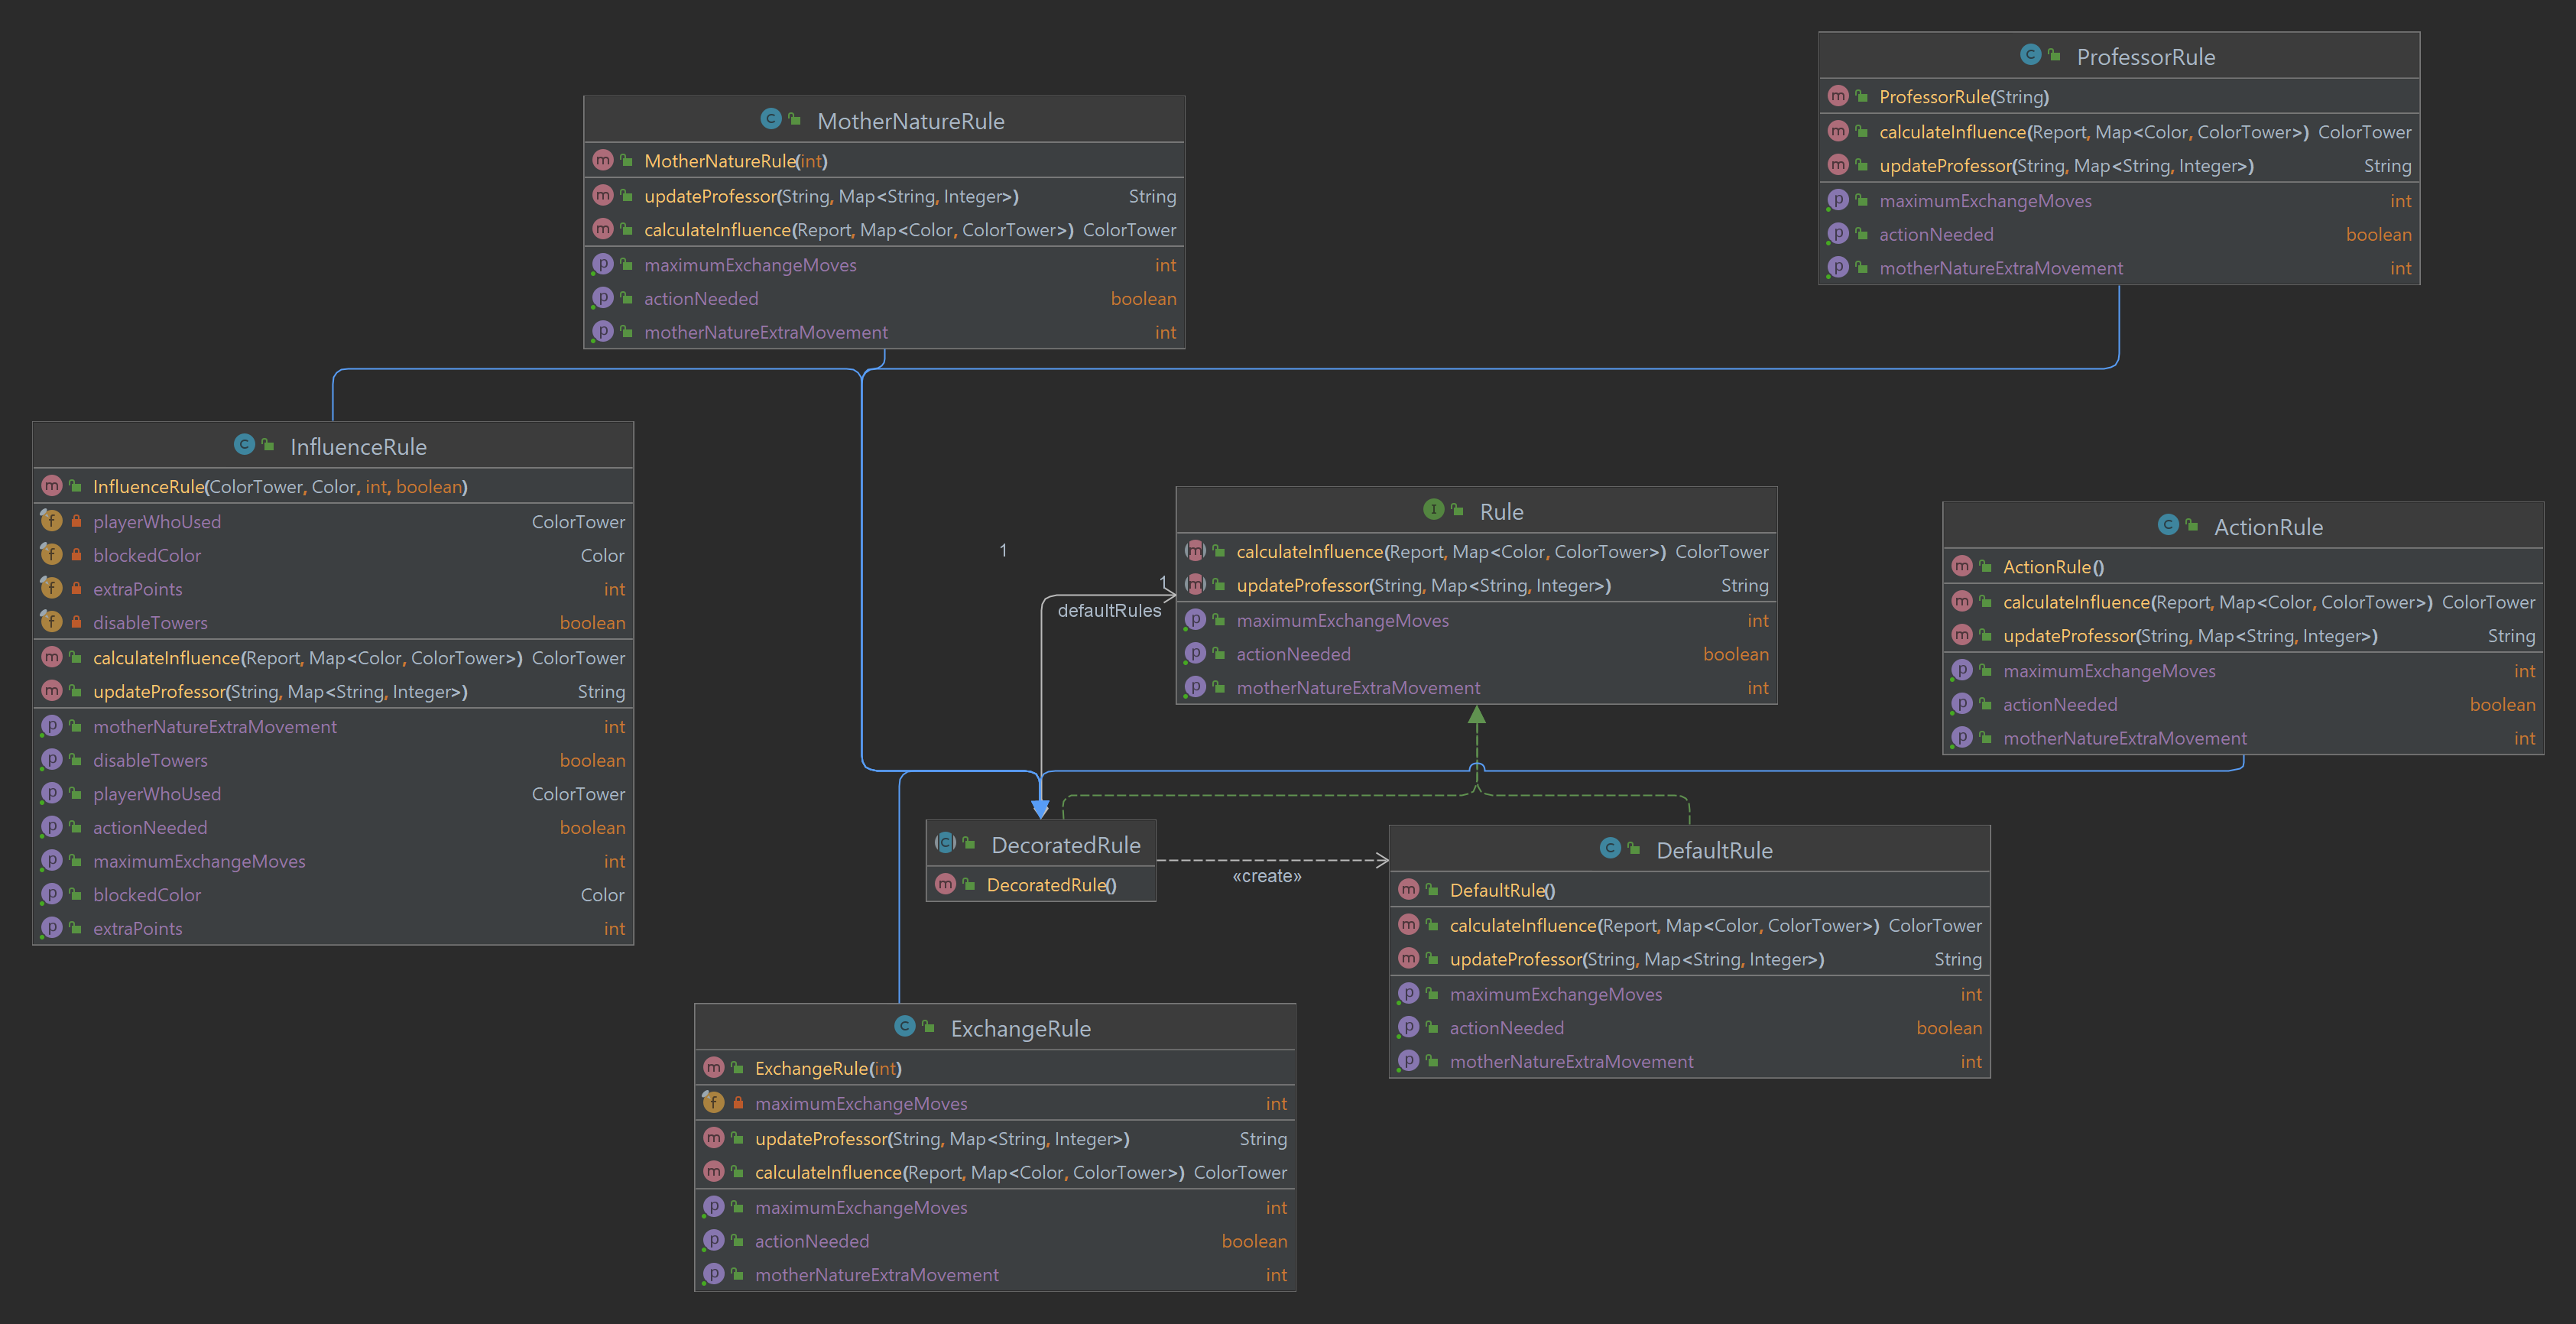 ProfessorRule
ProfessorRule(String)
calculateInfluence(Report, Map<Color, ColorTower>) ColorTower
updateProfessor(String, Map<String, Integer>) String
maximumExchangeMoves int
actionNeeded boolean
motherNatureExtraMovement int
MotherNatureRule
MotherNatureRule(int)
updateProfessor(String, Map<String, Integer>) String
calculateInfluence(Report, Map<Color, ColorTower>) ColorTower
maximumExchangeMoves int
actionNeeded boolean
motherNatureExtraMovement int
InfluenceRule
InfluenceRule(ColorTower, Color, int, boolean)
playerWhoUsed ColorTower
blockedColor Color
extraPoints int
disableTowers boolean
calculateInfluence(Report, Map<Color, ColorTower>) ColorTower
updateProfessor(String, Map<String, Integer>) String
motherNatureExtraMovement int
disableTowers boolean
playerWhoUsed ColorTower
actionNeeded boolean
maximumExchangeMoves int
blockedColor Color
extraPoints int
1
1
defaultRules
Rule
calculateInfluence(Report, Map<Color, ColorTower>) ColorTower
updateProfessor(String, Map<String, Integer>) String
maximumExchangeMoves int
actionNeeded boolean
motherNatureExtraMovement int
ActionRule
ActionRule()
calculateInfluence(Report, Map<Color, ColorTower>) ColorTower
updateProfessor(String, Map<String, Integer>) String
maximumExchangeMoves int
actionNeeded boolean
motherNatureExtraMovement int
DecoratedRule
DecoratedRule()
«create»
DefaultRule
DefaultRule()
calculateInfluence(Report, Map<Color, ColorTower>) ColorTower
updateProfessor(String, Map<String, Integer>) String
maximumExchangeMoves int
actionNeeded boolean
motherNatureExtraMovement int
ExchangeRule
ExchangeRule(int)
maximumExchangeMoves int
updateProfessor(String, Map<String, Integer>) String
calculateInfluence(Report, Map<Color, ColorTower>) ColorTower
maximumExchangeMoves int
actionNeeded boolean
motherNatureExtraMovement int